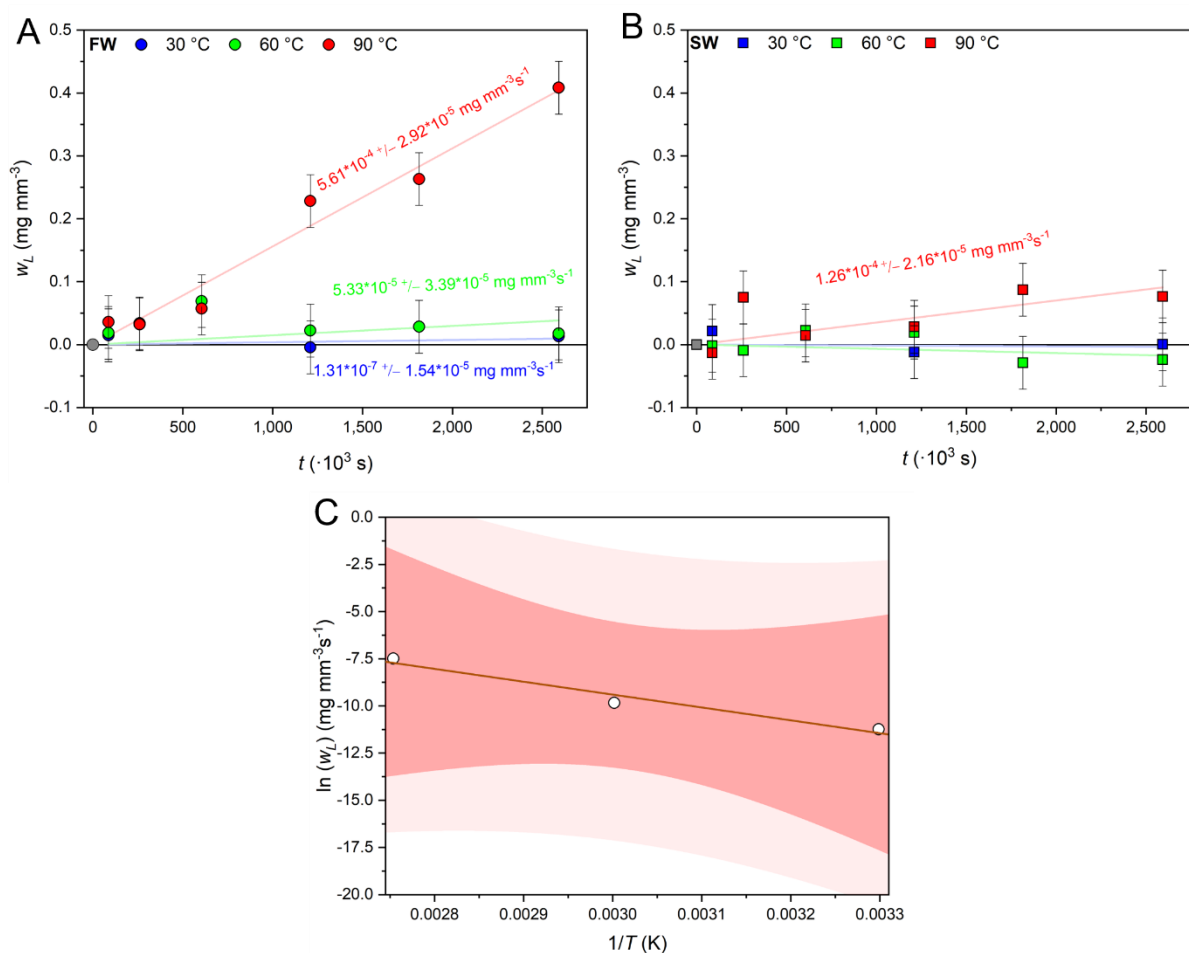 A
FW 30 °C 60 °C 90 °C
0.5
0.4
0.3
0.2
0.1
0.0
-0.1
w_L (mg mm⁻³)
5.61*10⁻⁴ ⁺/₋ 2.92*10⁻⁵ mg mm⁻³s⁻¹
5.33*10⁻⁵ ⁺/₋ 3.39*10⁻⁵ mg mm⁻³s⁻¹
1.31*10⁻⁷ ⁺/₋ 1.54*10⁻⁵ mg mm⁻³s⁻¹
0 500 1,000 1,500 2,000 2,500
t (·10³ s)
B
SW 30 °C 60 °C 90 °C
0.5
0.4
0.3
0.2
0.1
0.0
-0.1
w_L (mg mm⁻³)
1.26*10⁻⁴ ⁺/₋ 2.16*10⁻⁵ mg mm⁻³s⁻¹
0 500 1,000 1,500 2,000 2,500
t (·10³ s)
C
0.0
-2.5
-5.0
-7.5
-10.0
-12.5
-15.0
-17.5
-20.0
ln (w_L) (mg mm⁻³s⁻¹)
0.0028 0.0029 0.0030 0.0031 0.0032 0.0033
1/T (K)